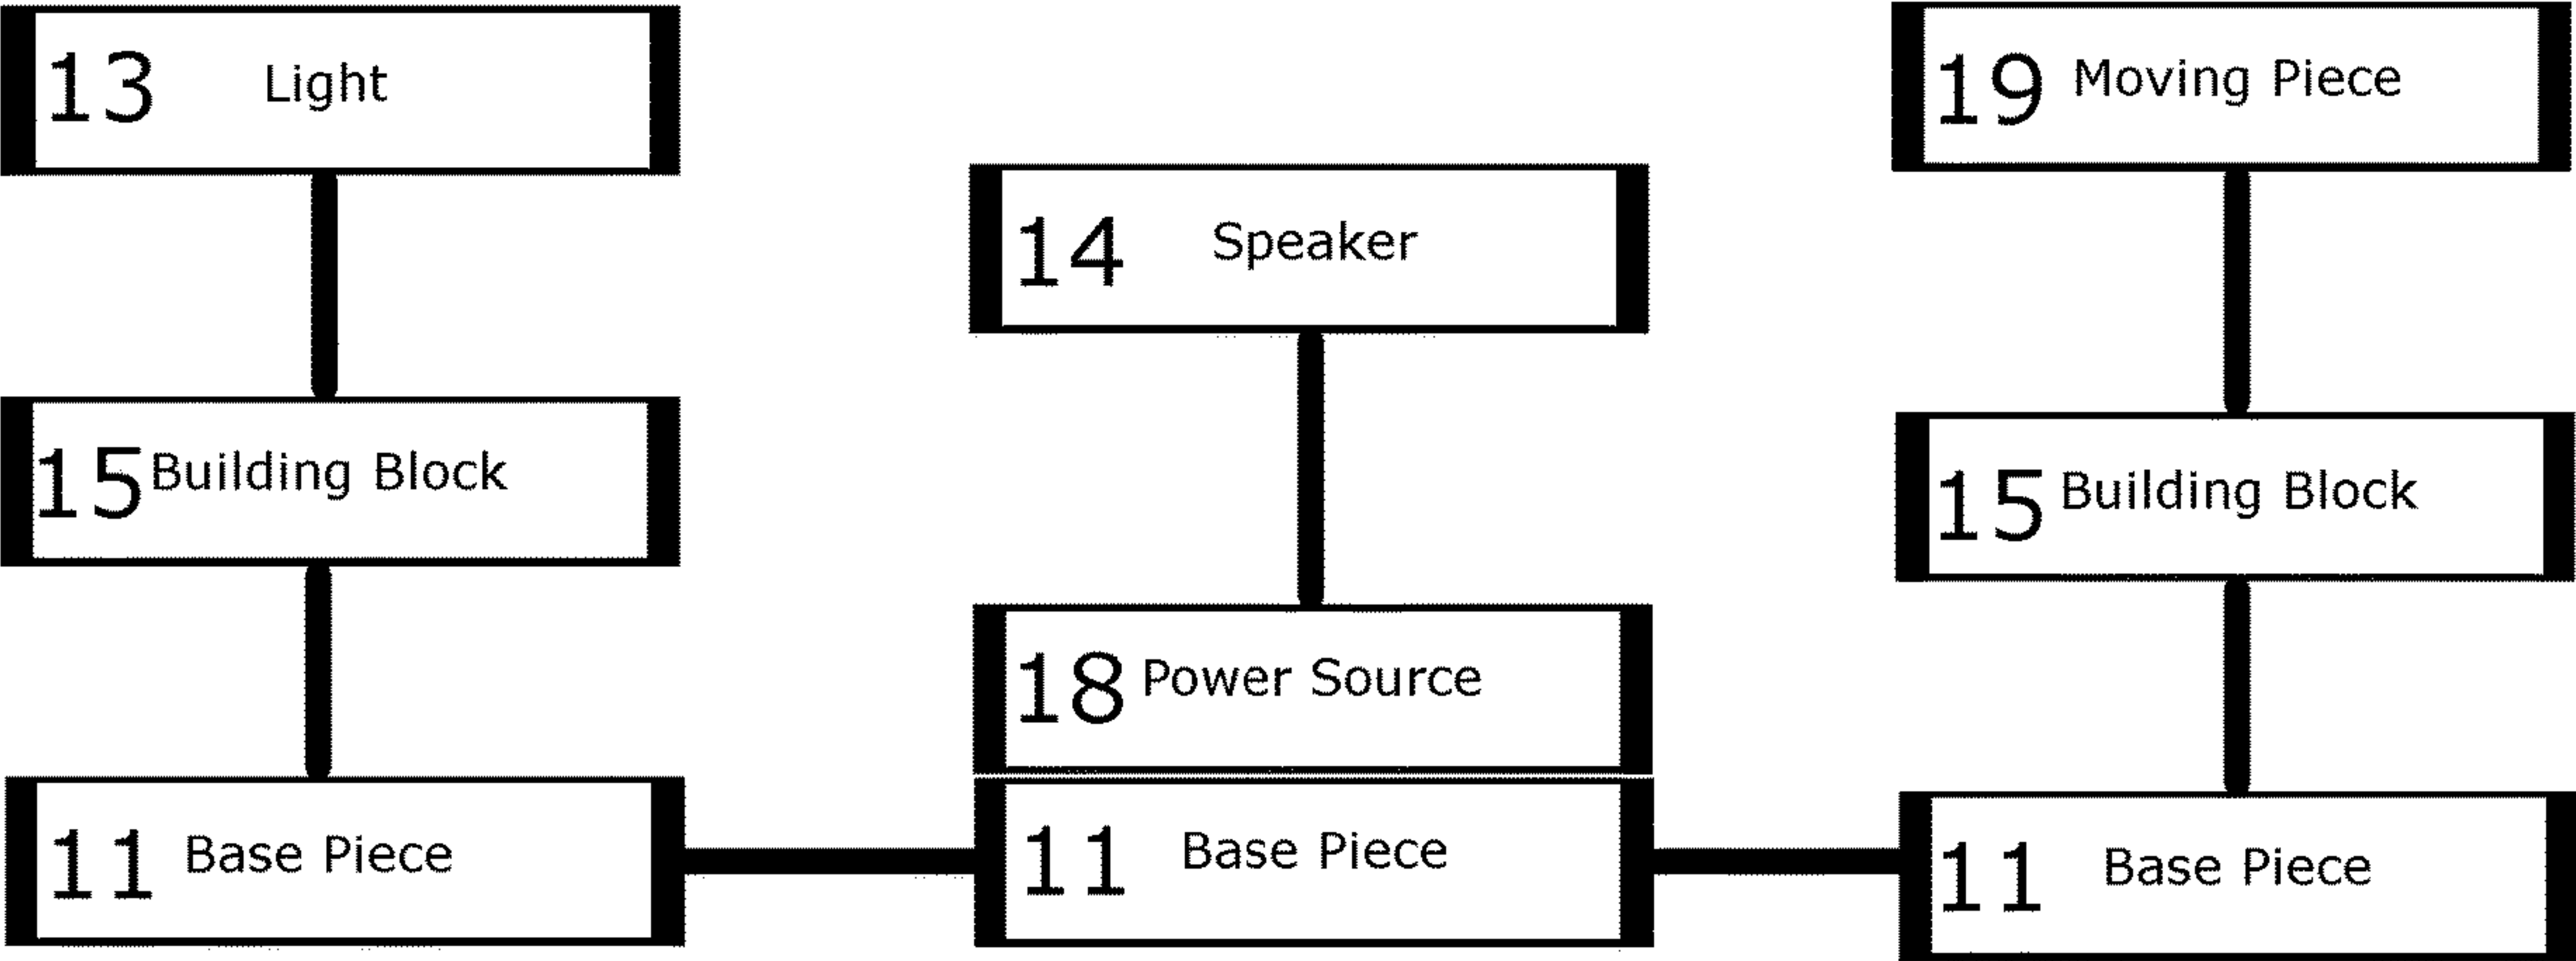 13 Light
19 Moving Piece
14 Speaker
15 Building Block
15 Building Block
18 Power Source
11 Base Piece
11 Base Piece
11 Base Piece